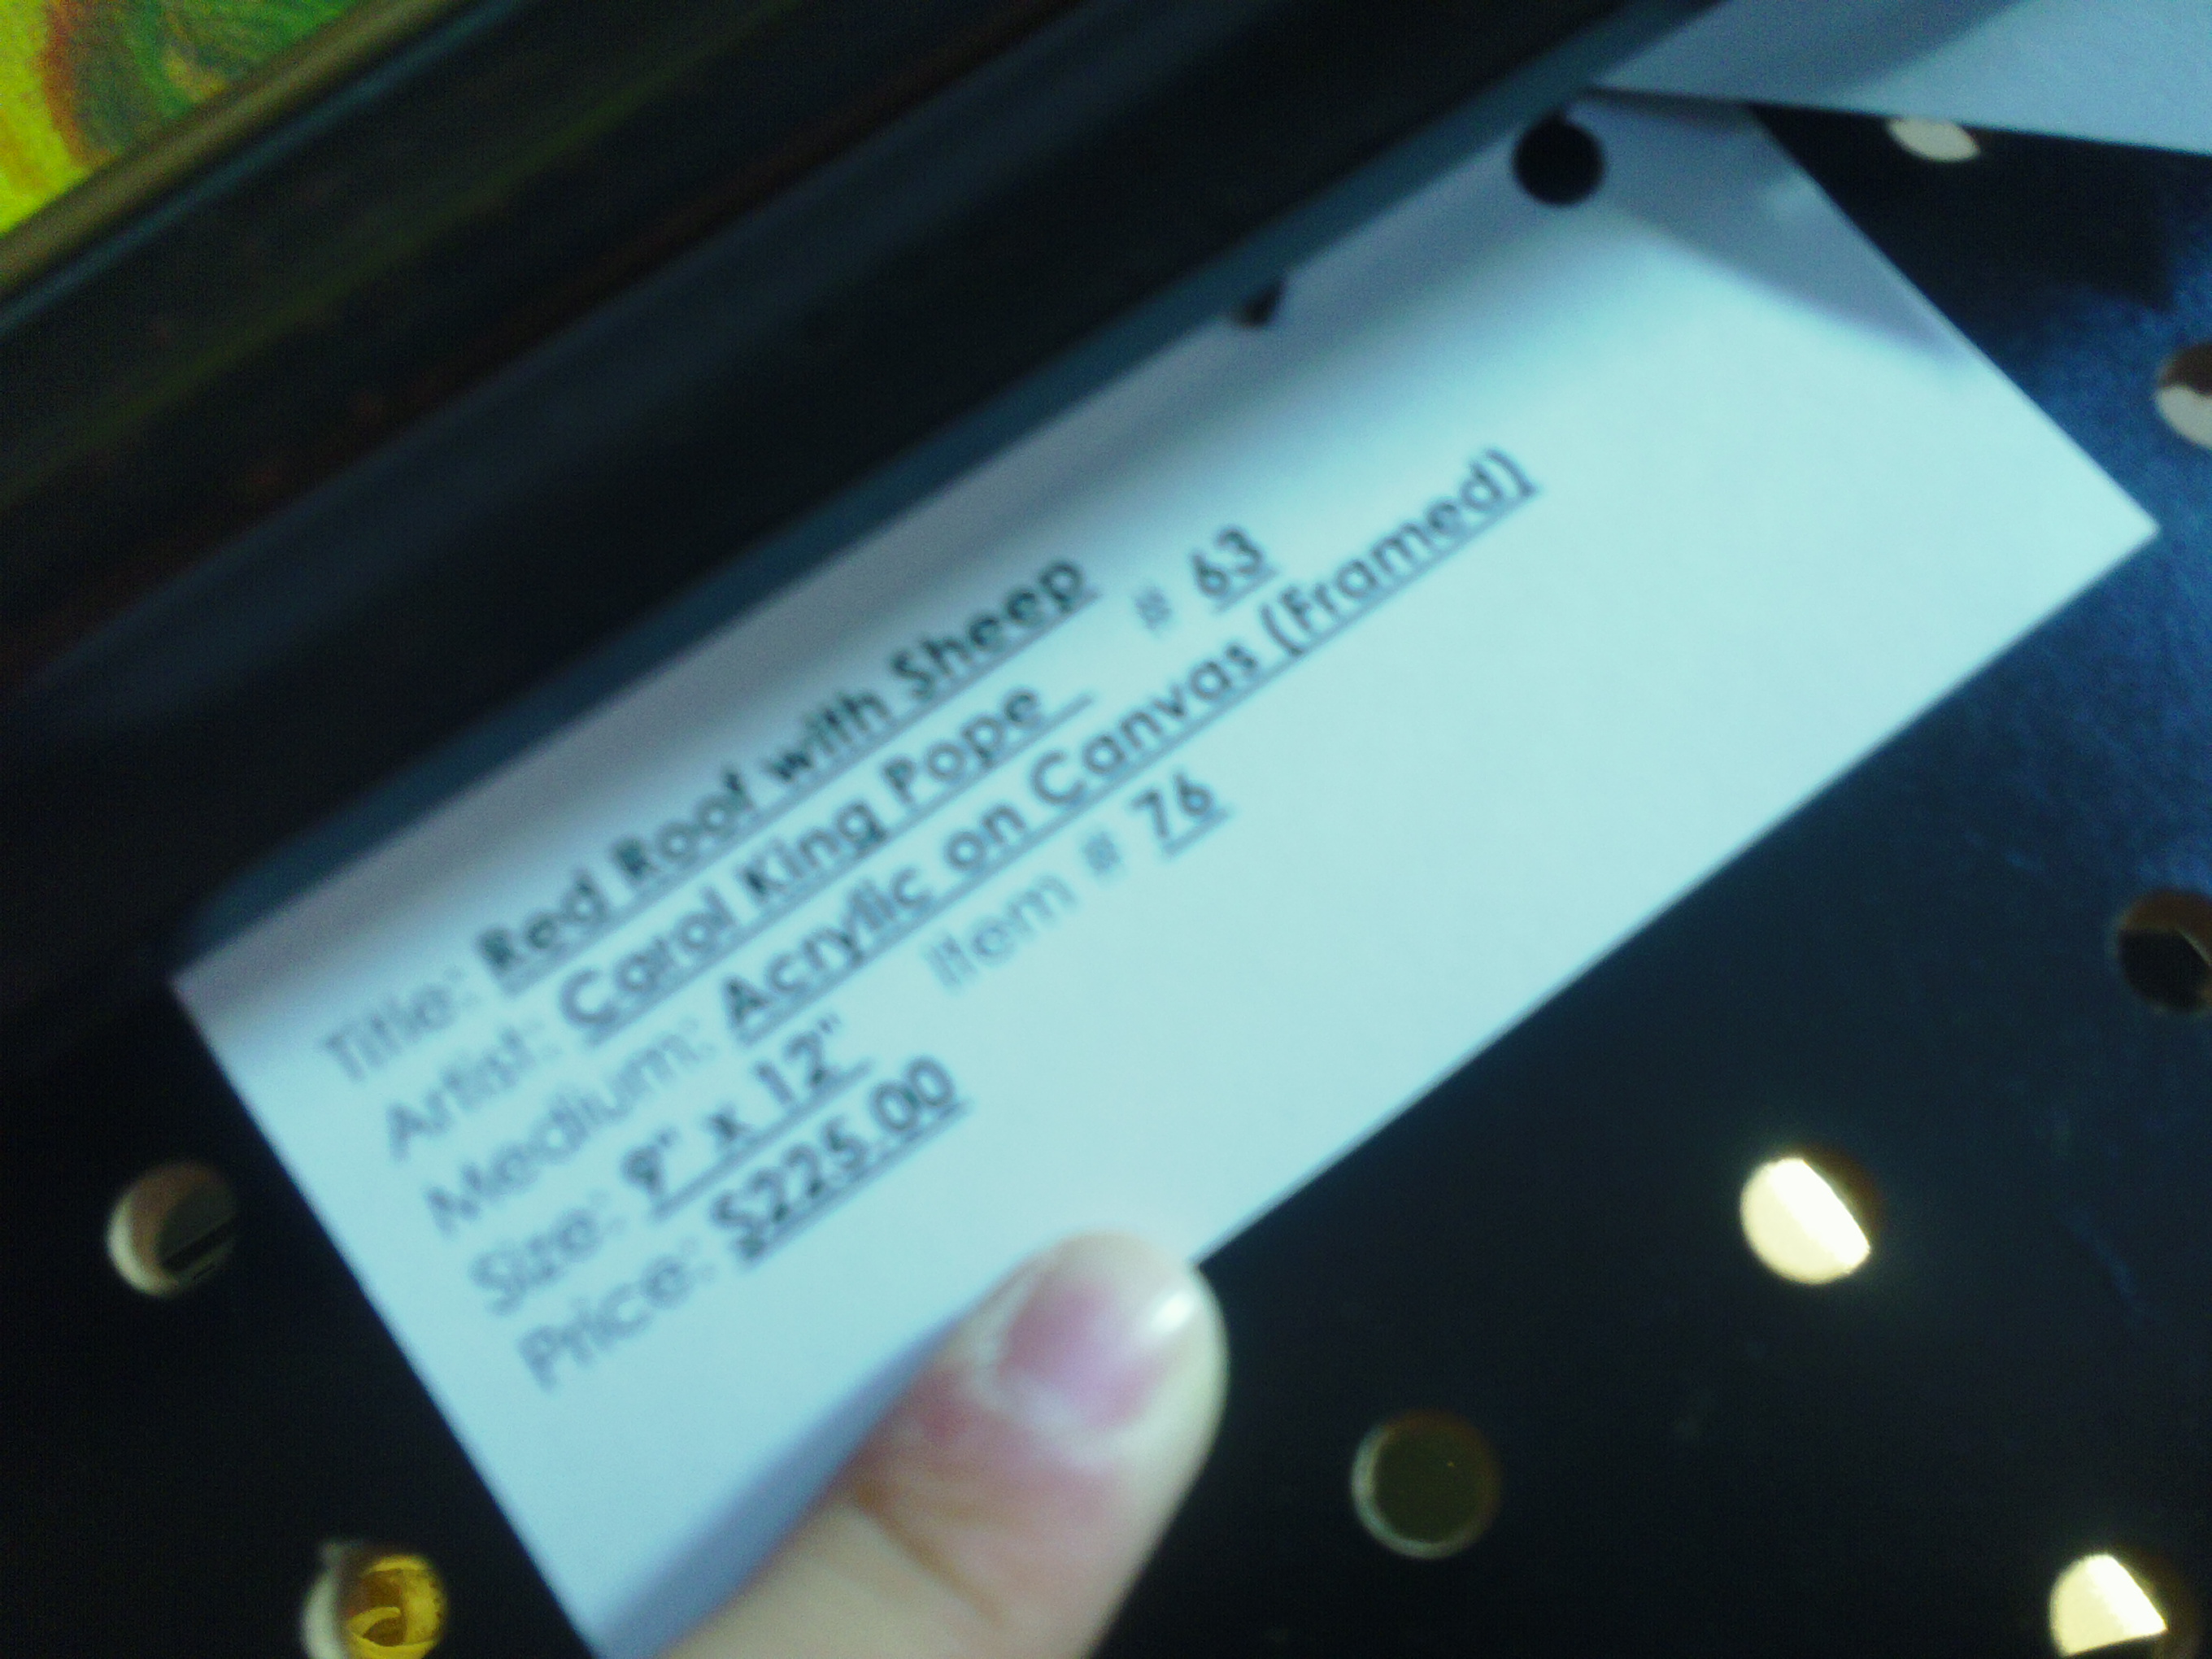 Title: Red Roof with Sheep
Artist: Carol King Pope # 63
Medium: Acrylic on Canvas (Framed)
Size: 9" x 12" Item # 76
Price: $225.00